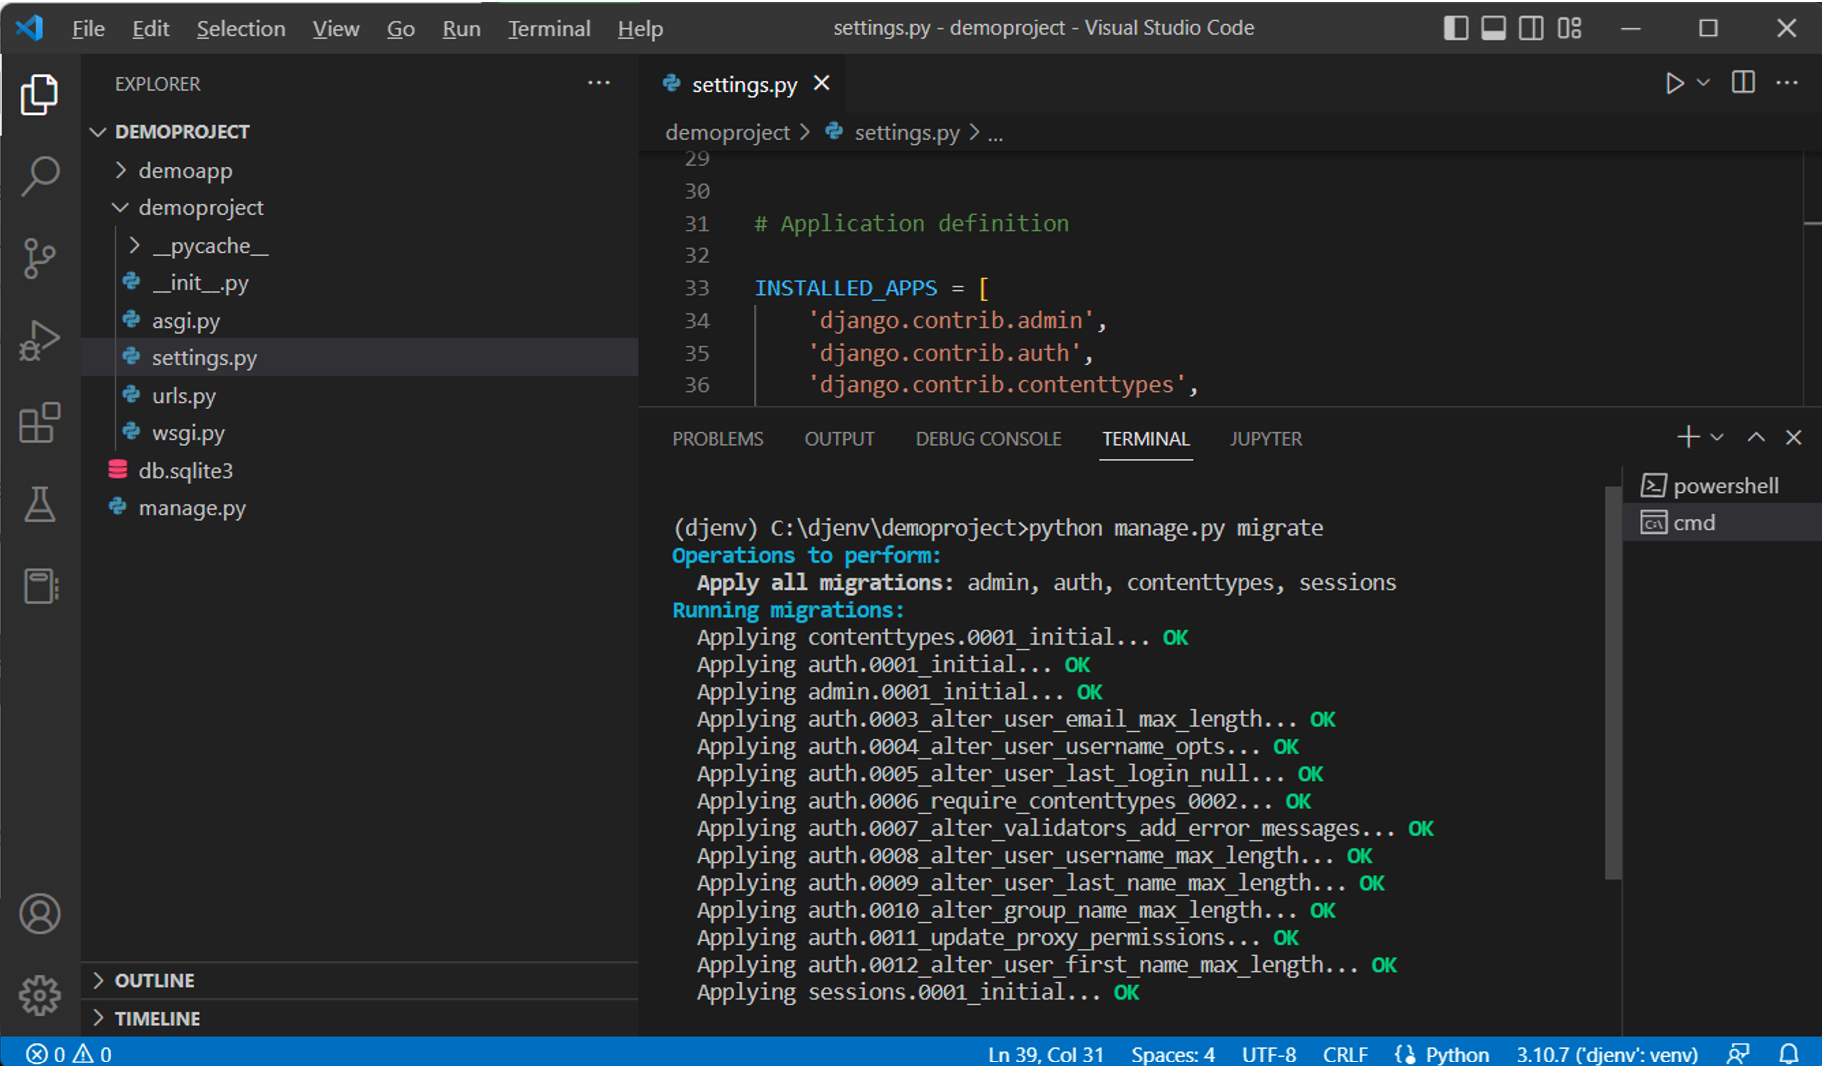 File Edit Selection View Go Run Terminal Help
settings.py - demoproject - Visual Studio Code
EXPLORER
DEMOPROJECT
demoapp
demoproject
__pycache__
__init__.py
asgi.py
settings.py
urls.py
wsgi.py
db.sqlite3
manage.py
OUTLINE
TIMELINE
settings.py
demoproject > settings.py > ...
29
30
31 # Application definition
32
33 INSTALLED_APPS = [
34 'django.contrib.admin',
35 'django.contrib.auth',
36 'django.contrib.contenttypes',
PROBLEMS OUTPUT DEBUG CONSOLE TERMINAL JUPYTER
powershell
cmd
(djenv) C:\djenv\demoproject>python manage.py migrate
Operations to perform:
Apply all migrations: admin, auth, contenttypes, sessions
Running migrations:
Applying contenttypes.0001_initial... OK
Applying auth.0001_initial... OK
Applying admin.0001_initial... OK
Applying auth.0003_alter_user_email_max_length... OK
Applying auth.0004_alter_user_username_opts... OK
Applying auth.0005_alter_user_last_login_null... OK
Applying auth.0006_require_contenttypes_0002... OK
Applying auth.0007_alter_validators_add_error_messages... OK
Applying auth.0008_alter_user_username_max_length... OK
Applying auth.0009_alter_user_last_name_max_length... OK
Applying auth.0010_alter_group_name_max_length... OK
Applying auth.0011_update_proxy_permissions... OK
Applying auth.0012_alter_user_first_name_max_length... OK
Applying sessions.0001_initial... OK
0 0
Ln 39, Col 31 Spaces: 4 UTF-8 CRLF Python 3.10.7 ('djenv': venv)